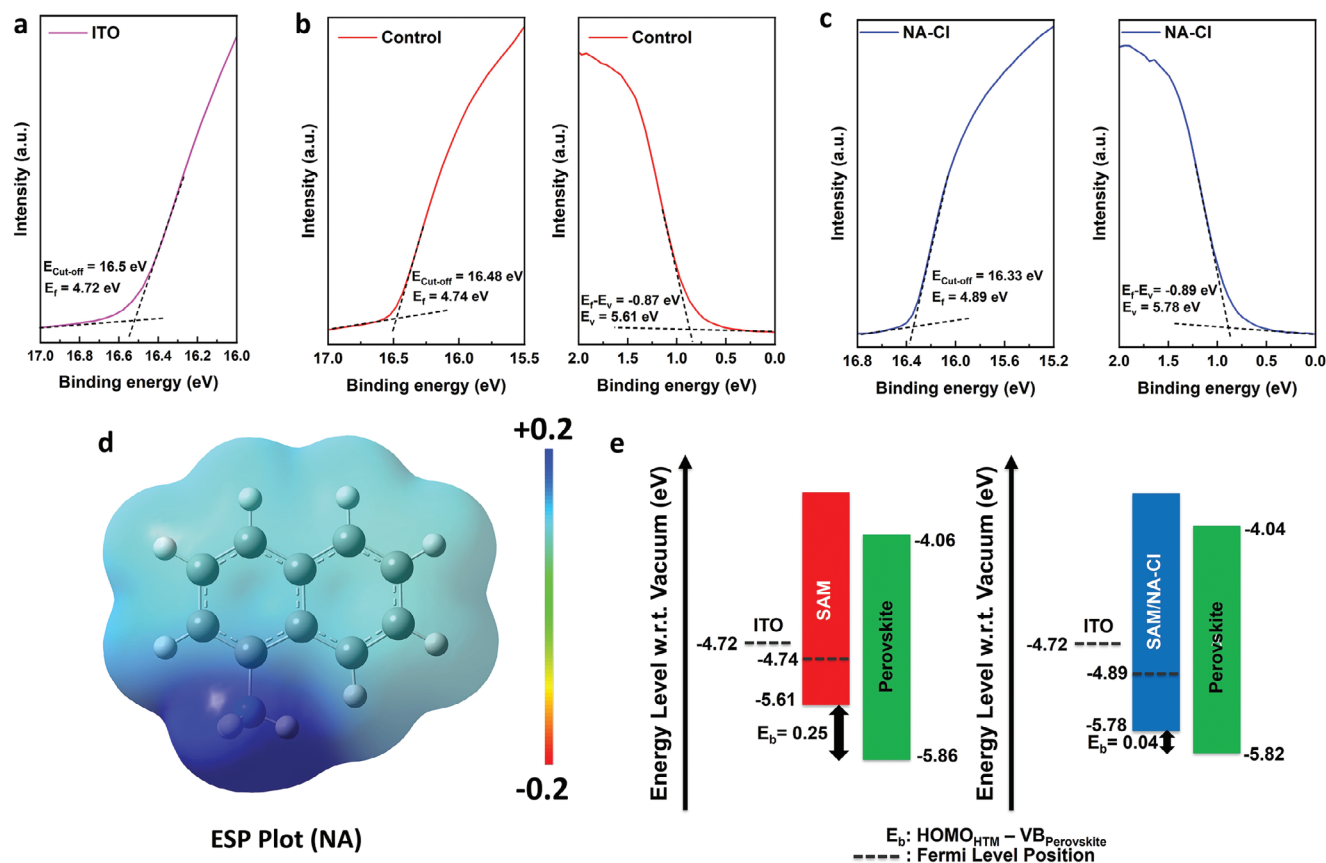 a
ITO
Intensity (a.u.)
E_Cut-off = 16.5 eV
E_f = 4.72 eV
17.0 16.8 16.6 16.4 16.2 16.0
Binding energy (eV)
b
Control
Intensity (a.u.)
E_Cut-off = 16.48 eV
E_f = 4.74 eV
17.0 16.5 16.0 15.5
Binding energy (eV)
Control
Intensity (a.u.)
E_f-E_v = -0.87 eV
E_v = 5.61 eV
2.0 1.5 1.0 0.5 0.0
Binding energy (eV)
c
NA-Cl
Intensity (a.u.)
E_Cut-off = 16.33 eV
E_f = 4.89 eV
16.8 16.4 16.0 15.6 15.2
Binding energy (eV)
NA-Cl
Intensity (a.u.)
E_f-E_v = -0.89 eV
E_v = 5.78 eV
2.0 1.5 1.0 0.5 0.0
Binding energy (eV)
d
+0.2
-0.2
ESP Plot (NA)
e
Energy Level w.r.t. Vacuum (eV)
ITO
-4.72
SAM
-4.74
-5.61
E_b= 0.25
Perovskite
-4.06
-5.86
Energy Level w.r.t. Vacuum (eV)
ITO
-4.72
SAM/NA-Cl
-4.89
-5.78
E_b= 0.04
Perovskite
-4.04
-5.82
E_b: HOMO_HTM – VB_Perovskite
: Fermi Level Position